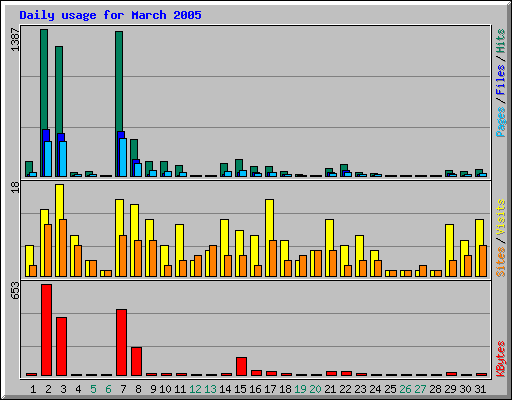 Daily usage for March 2005
1387
Pages / Files / Hits
18
Sites / Visits
653
KBytes
1 2 3 4 5 6 7 8 9 10 11 12 13 14 15 16 17 18 19 20 21 22 23 24 25 26 27 28 29 30 31